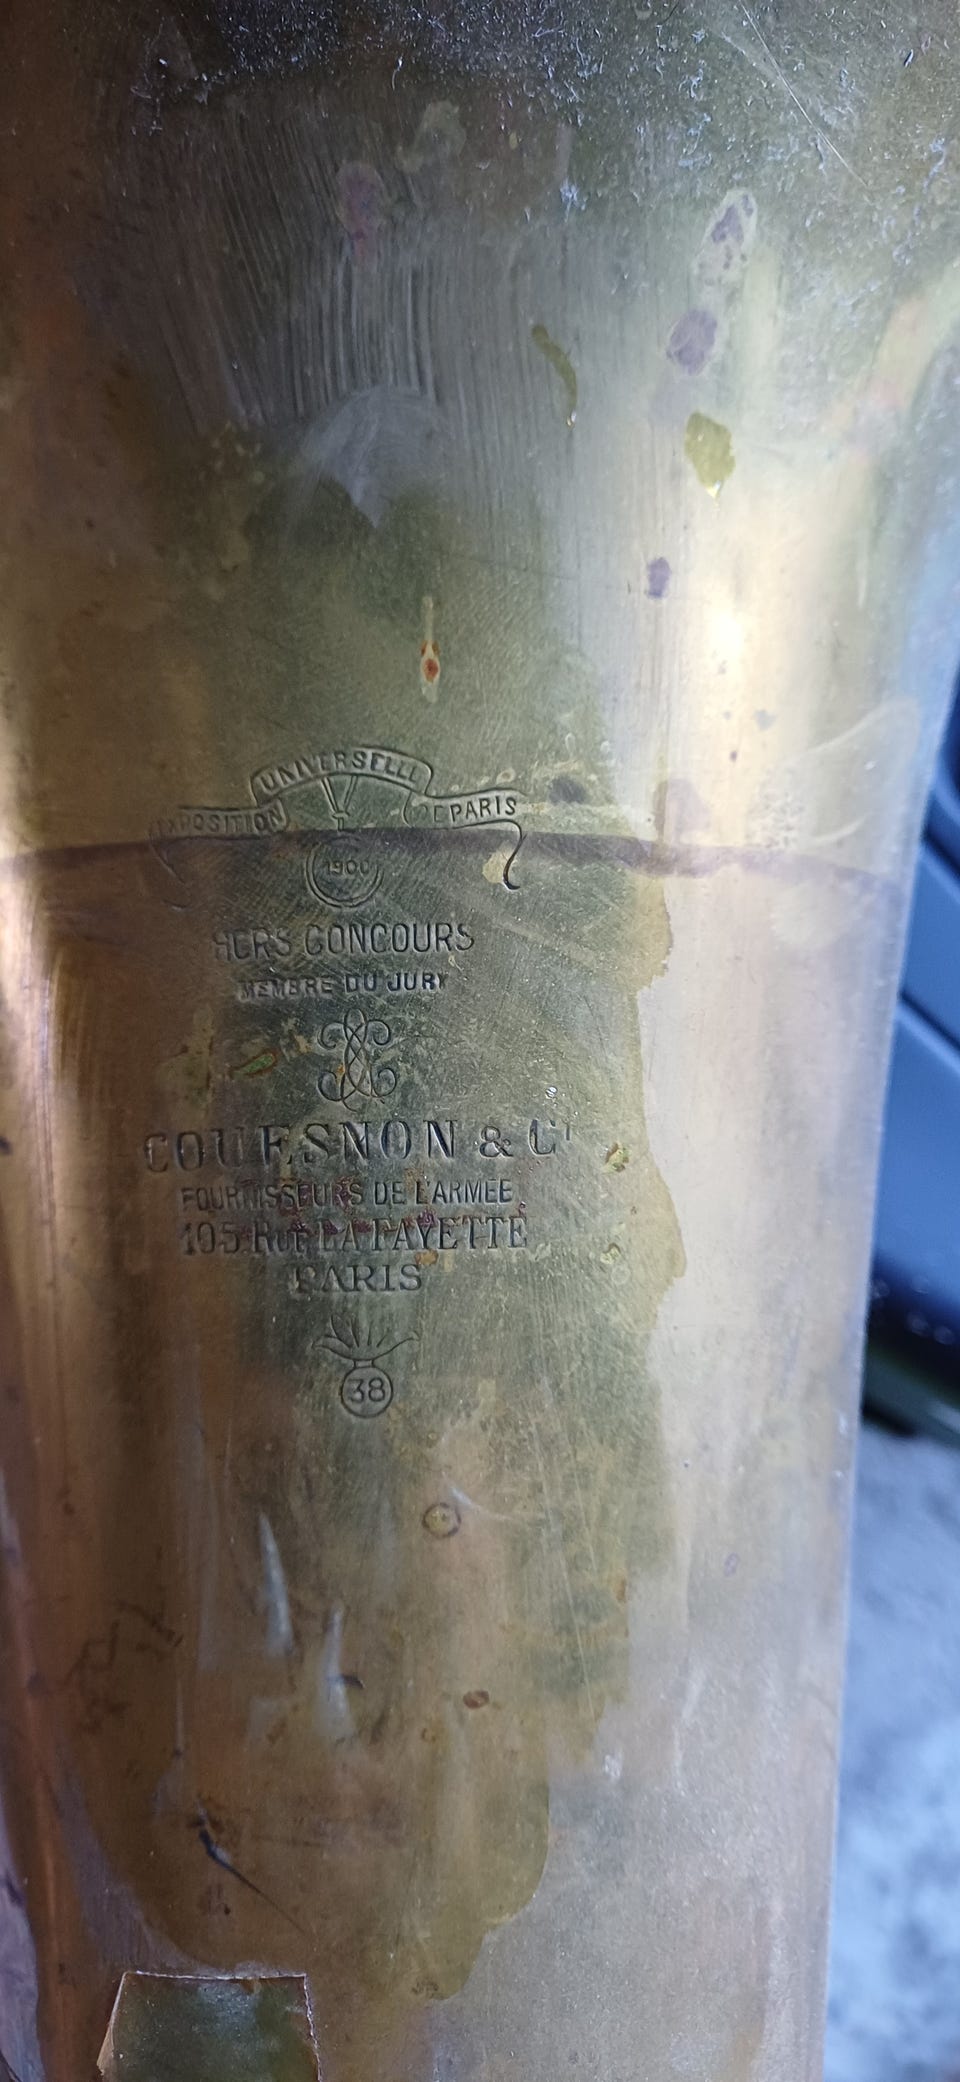 EXPOSITION UNIVERSELLE DE PARIS
1900
HORS CONCOURS
MEMBRE DU JURY
COUESNON & Cie
FOURNISSEURS DE L'ARMEE
105 RUE LAFAYETTE
PARIS
38